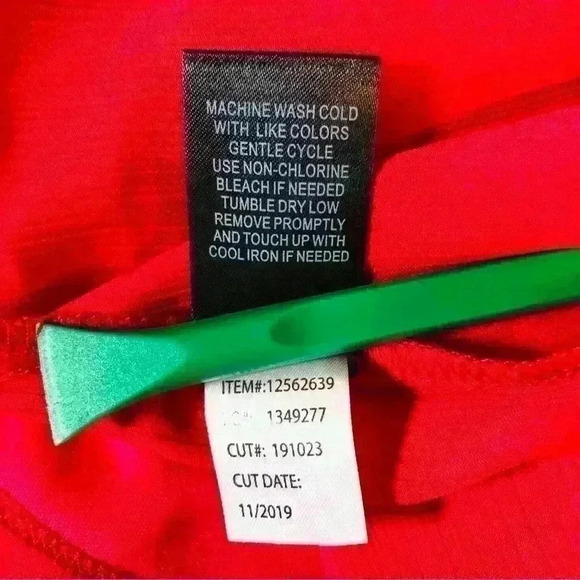 MACHINE WASH COLD
WITH LIKE COLORS
GENTLE CYCLE
USE NON-CHLORINE
BLEACH IF NEEDED
TUMBLE DRY LOW
REMOVE PROMPTLY
AND TOUCH UP WITH
COOL IRON IF NEEDED
ITEM#:12562639
1349277
CUT#: 191023
CUT DATE:
11/2019